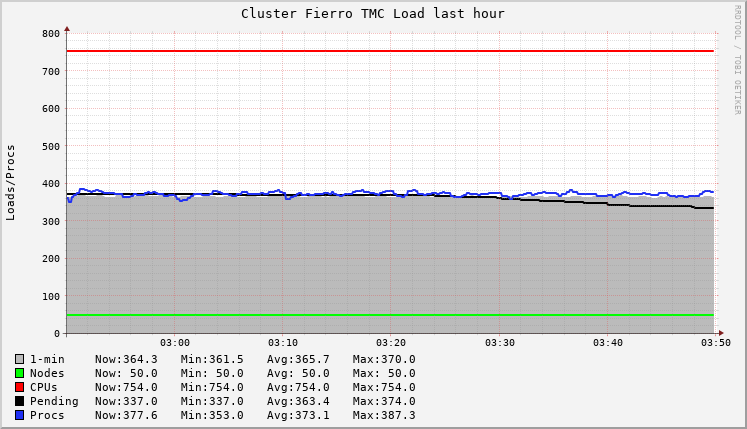 Cluster Fierro TMC Load last hour
RRDTOOL / TOBI OETIKER
Loads/Procs
800
700
600
500
400
300
200
100
0
03:00 03:10 03:20 03:30 03:40 03:50
1-min Now:364.3 Min:361.5 Avg:365.7 Max:370.0
Nodes Now: 50.0 Min: 50.0 Avg: 50.0 Max: 50.0
CPUs Now:754.0 Min:754.0 Avg:754.0 Max:754.0
Pending Now:337.0 Min:337.0 Avg:363.4 Max:374.0
Procs Now:377.6 Min:353.0 Avg:373.1 Max:387.3